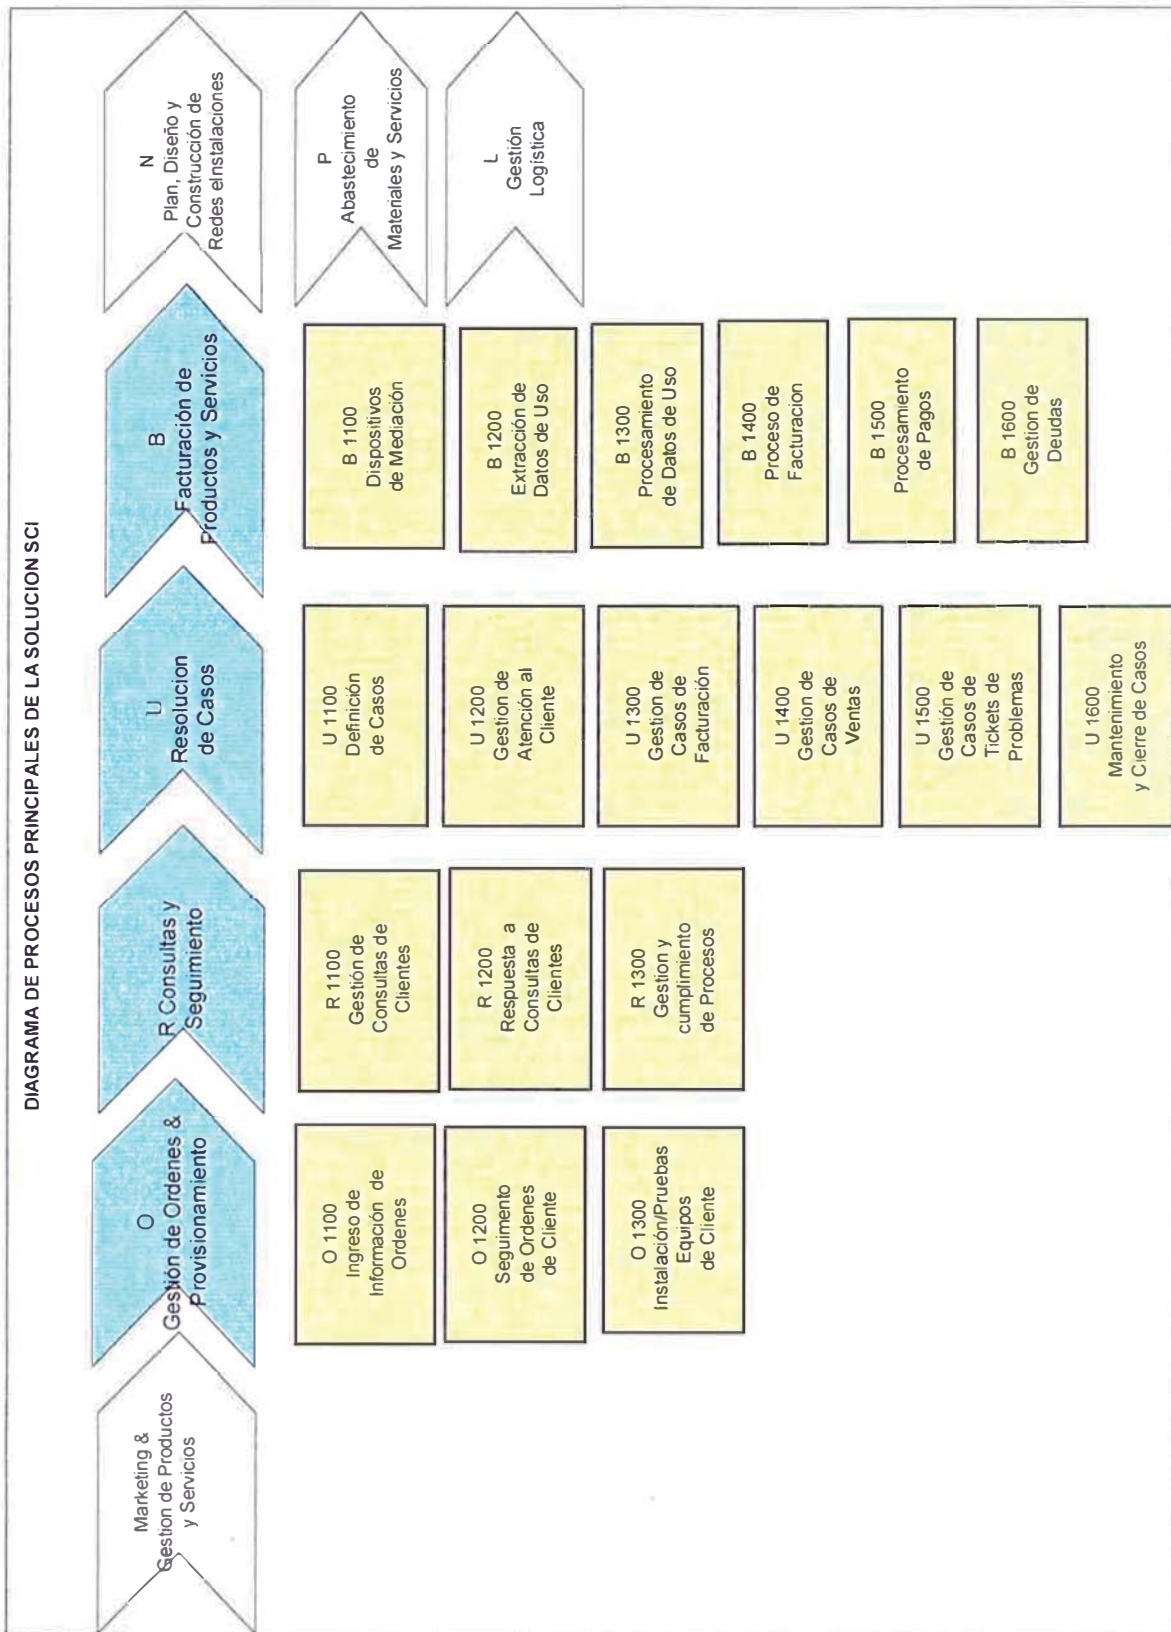 DIAGRAMA DE PROCESOS PRINCIPALES DE LA SOLUCION SCI
Marketing &
Gestion de Productos
y Servicios
O
Gestión de Ordenes &
Provisionamiento
R Consultas y
Seguimiento
U
Resolucion
de Casos
B
Facturación de
Productos y Servicios
N
Plan, Diseño y
Construcción de
Redes eInstalaciones
P
Abastecimiento
de
Materiales y Servicios
L
Gestión
Logística
O 1100
Ingreso de
Información de
Ordenes
O 1200
Seguimento
de Ordenes
de Cliente
O 1300
Instalación/Pruebas
Equipos
de Cliente
R 1100
Gestión de
Consultas de
Clientes
R 1200
Respuesta a
Consultas de
Clientes
R 1300
Gestion y
cumplimiento
de Procesos
U 1100
Definición
de Casos
U 1200
Gestión de
Atención al
Cliente
U 1300
Gestión de
Casos de
Facturación
U 1400
Gestión de
Casos de
Ventas
U 1500
Gestión de
Casos de
Tickets de
Problemas
U 1600
Mantenimiento
y Cierre de Casos
B 1100
Dispositivos
de Mediación
B 1200
Extracción de
Datos de Uso
B 1300
Procesamiento
de Datos de Uso
B 1400
Proceso de
Facturacion
B 1500
Procesamiento
de Pagos
B 1600
Gestion de
Deudas